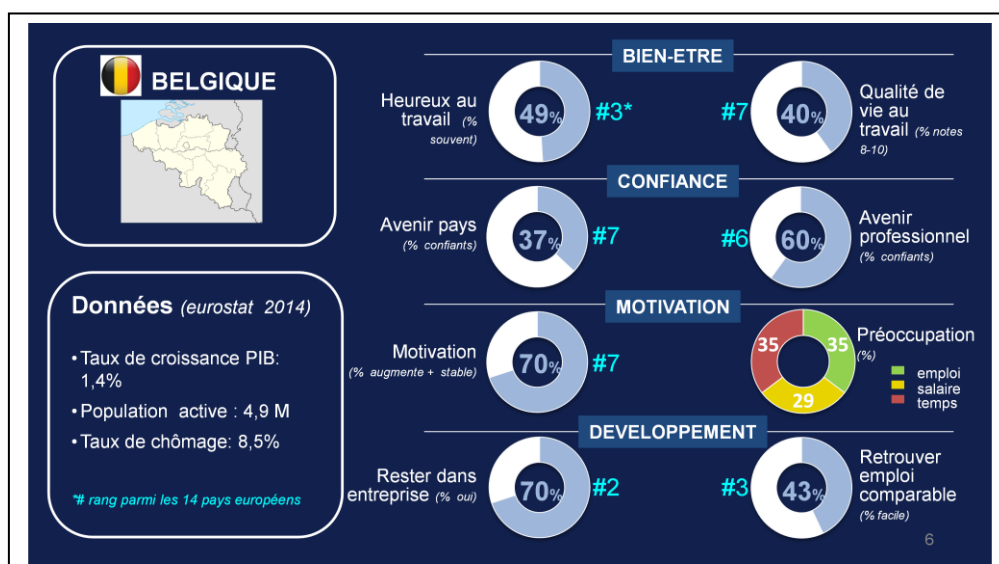 BELGIQUE
Données (eurostat 2014)
•Taux de croissance PIB:
1,4%
•Population active : 4,9 M
•Taux de chômage: 8,5%
*# rang parmi les 14 pays européens
BIEN-ETRE
Heureux au
travail (%
souvent)
49%
#3*
#7
40%
Qualité de
vie au
travail (% notes
8-10)
CONFIANCE
Avenir pays
(% confiants)
37%
#7
#6
60%
Avenir
professionnel
(% confiants)
MOTIVATION
Motivation
(% augmente + stable)
70%
#7
35
35
29
Préoccupation
(%)
emploi
salaire
temps
DEVELOPPEMENT
Rester dans
entreprise (% oui)
70%
#2
#3
43%
Retrouver
emploi
comparable
(% facile)
6